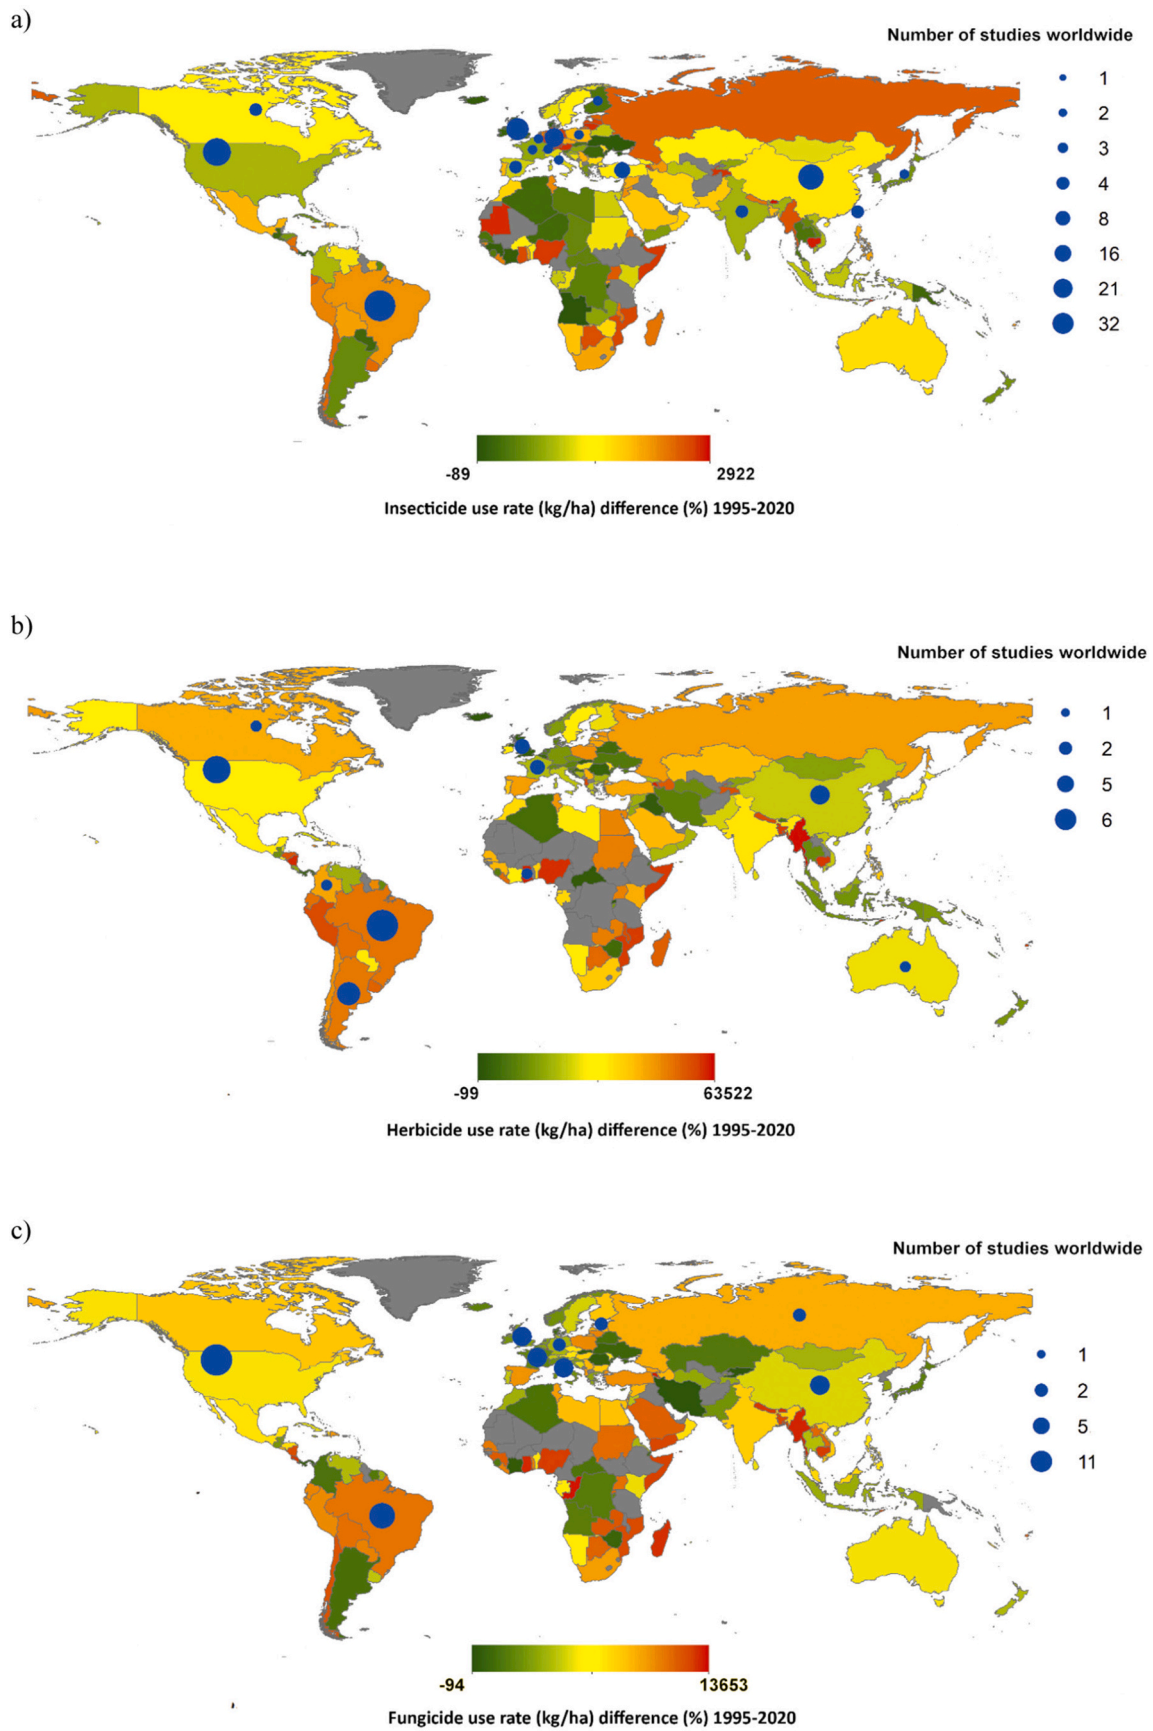 a)
Number of studies worldwide
1
2
3
4
8
16
21
32
-89
2922
Insecticide use rate (kg/ha) difference (%) 1995-2020
b)
Number of studies worldwide
1
2
5
6
-99
63522
Herbicide use rate (kg/ha) difference (%) 1995-2020
c)
Number of studies worldwide
1
2
5
11
-94
13653
Fungicide use rate (kg/ha) difference (%) 1995-2020